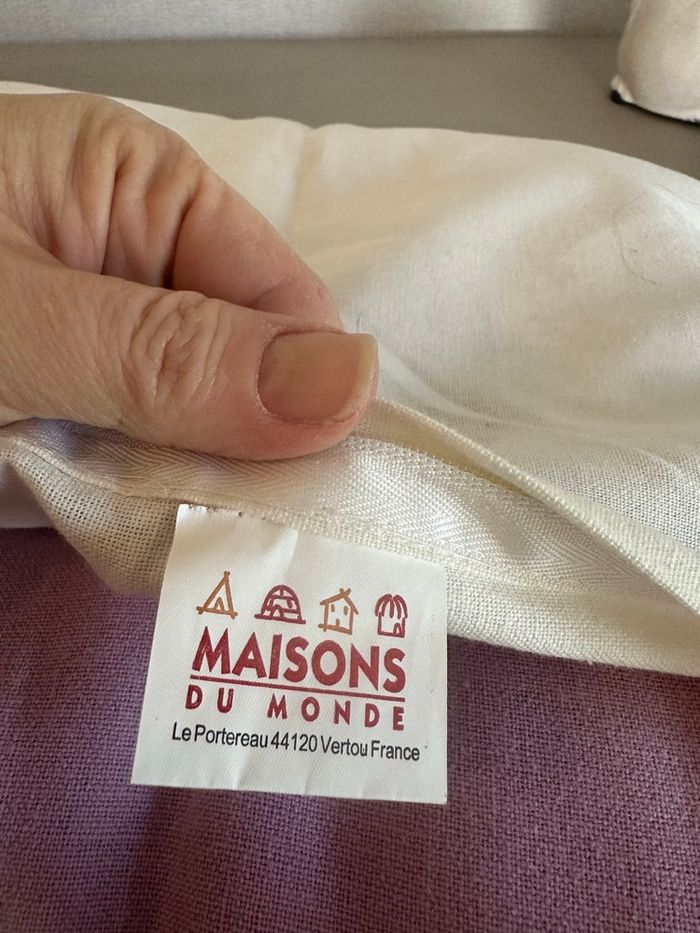 MAISONS
DU MONDE
Le Portereau 44120 Vertou France